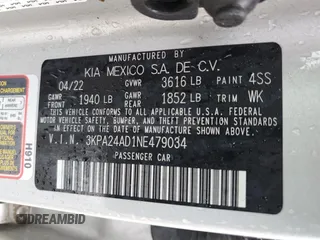 MANUFACTURED BY
KIA MEXICO S.A. DE C.V.
04/22 GVWR 3616 LB PAINT 4SS
GAWR FRONT 1940 LB GAWR REAR 1852 LB TRIM WK
THIS VEHICLE CONFORMS TO ALL APPLICABLE
U.S. FEDERAL MOTOR VEHICLE SAFETY, BUMPER, AND
THEFT PREVENTION STANDARDS IN EFFECT ON THE
DATE OF MANUFACTURE SHOWN ABOVE.
V.I.N. 3KPA24AD1NE479034
PASSENGER CAR
H910
©DREAMBID